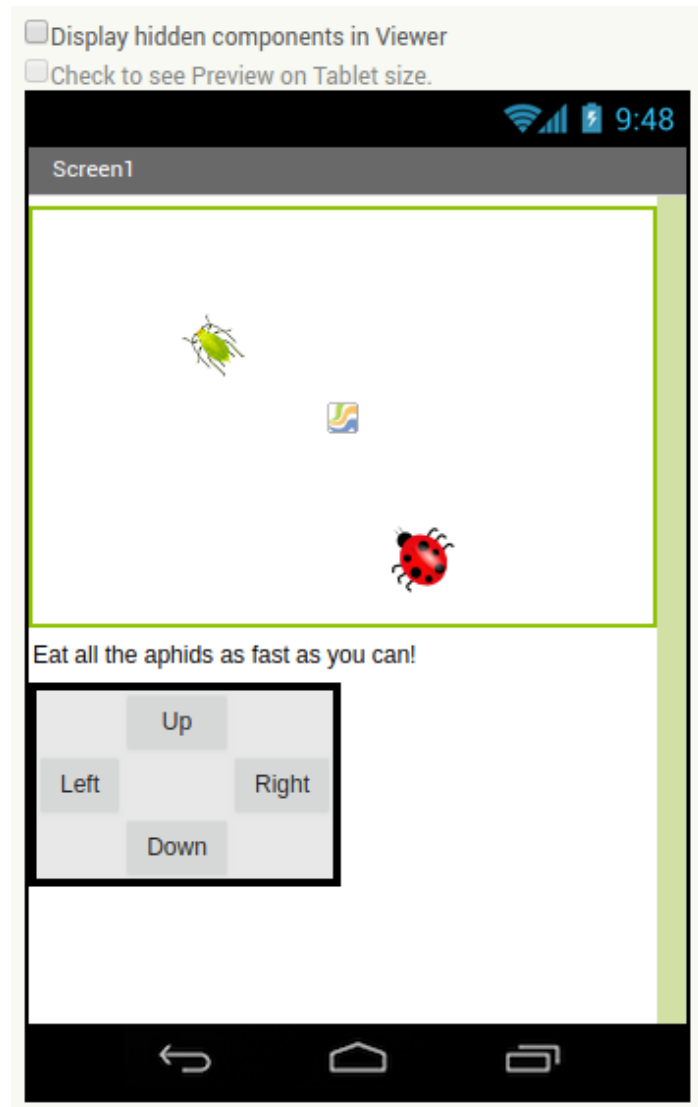 Display hidden components in Viewer
Check to see Preview on Tablet size.
9:48
Screen1
Eat all the aphids as fast as you can!
Up
Left Right
Down